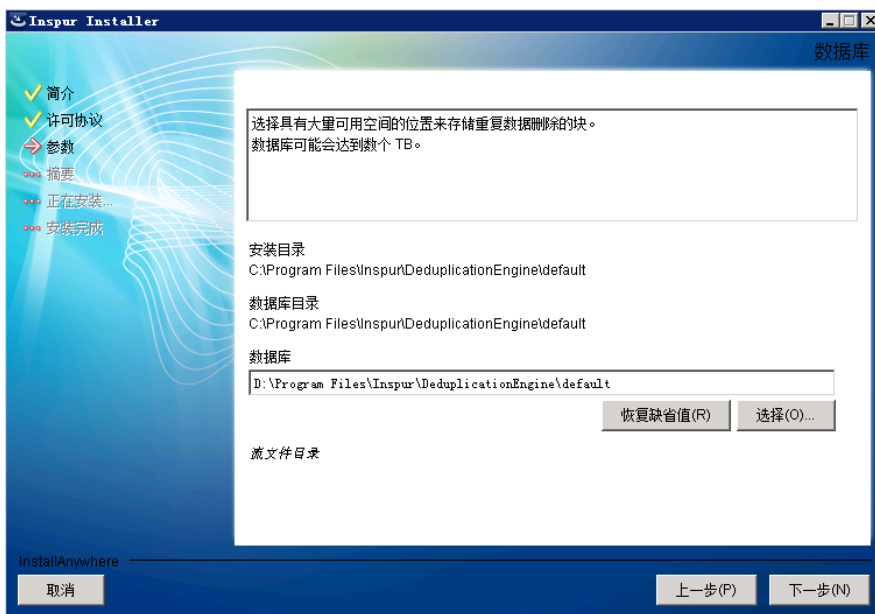 Inspur Installer
数据库
简介
许可协议
参数
摘要
正在安装...
安装完成
选择具有大量可用空间的位置来存储重复数据删除的块。
数据库可能会达到数个 TB。
安装目录
C:\Program Files\Inspur\DeduplicationEngine\default
数据库目录
C:\Program Files\Inspur\DeduplicationEngine\default
数据库
D:\Program Files\Inspur\DeduplicationEngine\default
恢复缺省值(R)
选择(O)...
流文件目录
InstallAnywhere
取消
上一步(P)
下一步(N)